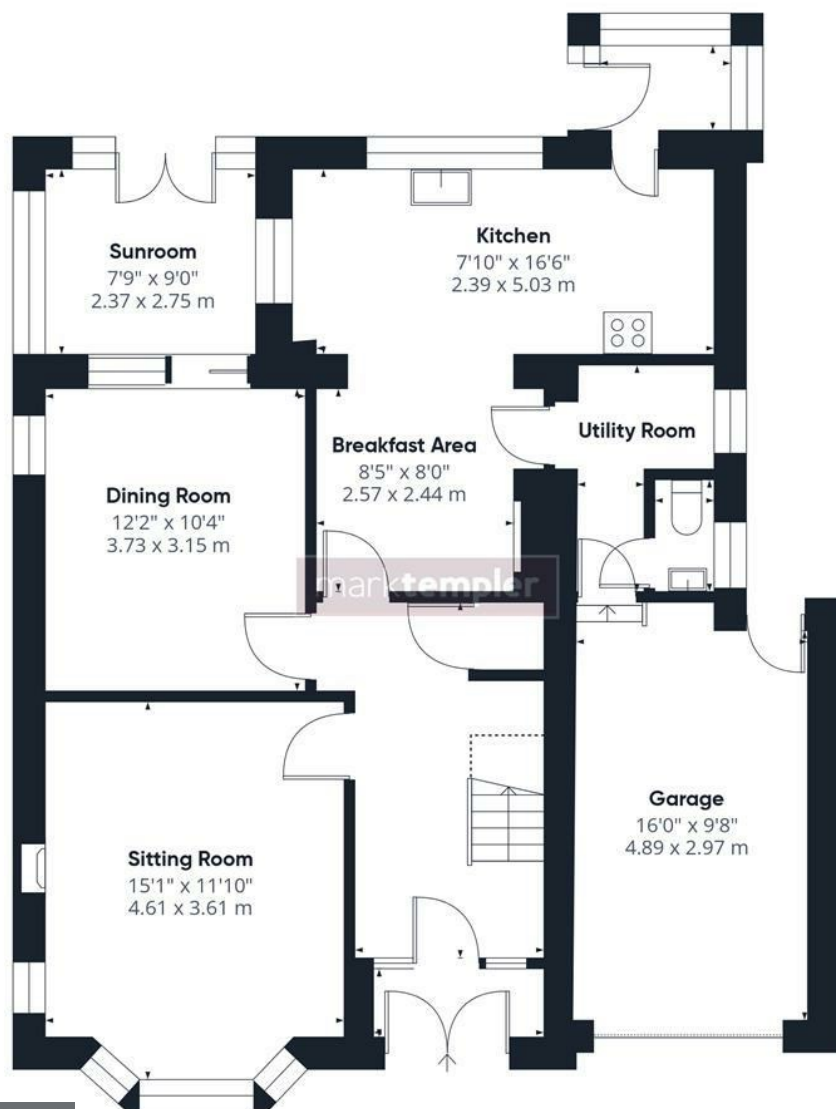 Sunroom
7'9" x 9'0"
2.37 x 2.75 m
Kitchen
7'10" x 16'6"
2.39 x 5.03 m
Breakfast Area
8'5" x 8'0"
2.57 x 2.44 m
Utility Room
Dining Room
12'2" x 10'4"
3.73 x 3.15 m
marktempler
Sitting Room
15'1" x 11'10"
4.61 x 3.61 m
Garage
16'0" x 9'8"
4.89 x 2.97 m